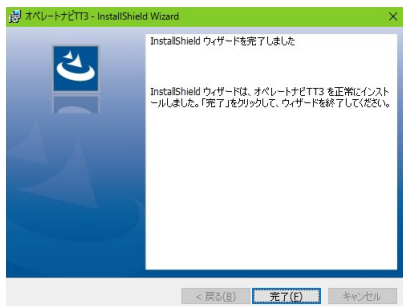 オペレートナビTT3 - InstallShield Wizard
InstallShield ウィザードを完了しました
InstallShield ウィザードは、オペレートナビTT3 を正常にインスト
ールしました。「完了」をクリックして、ウィザードを終了してください。
< 戻る(B)
完了(F)
キャンセル